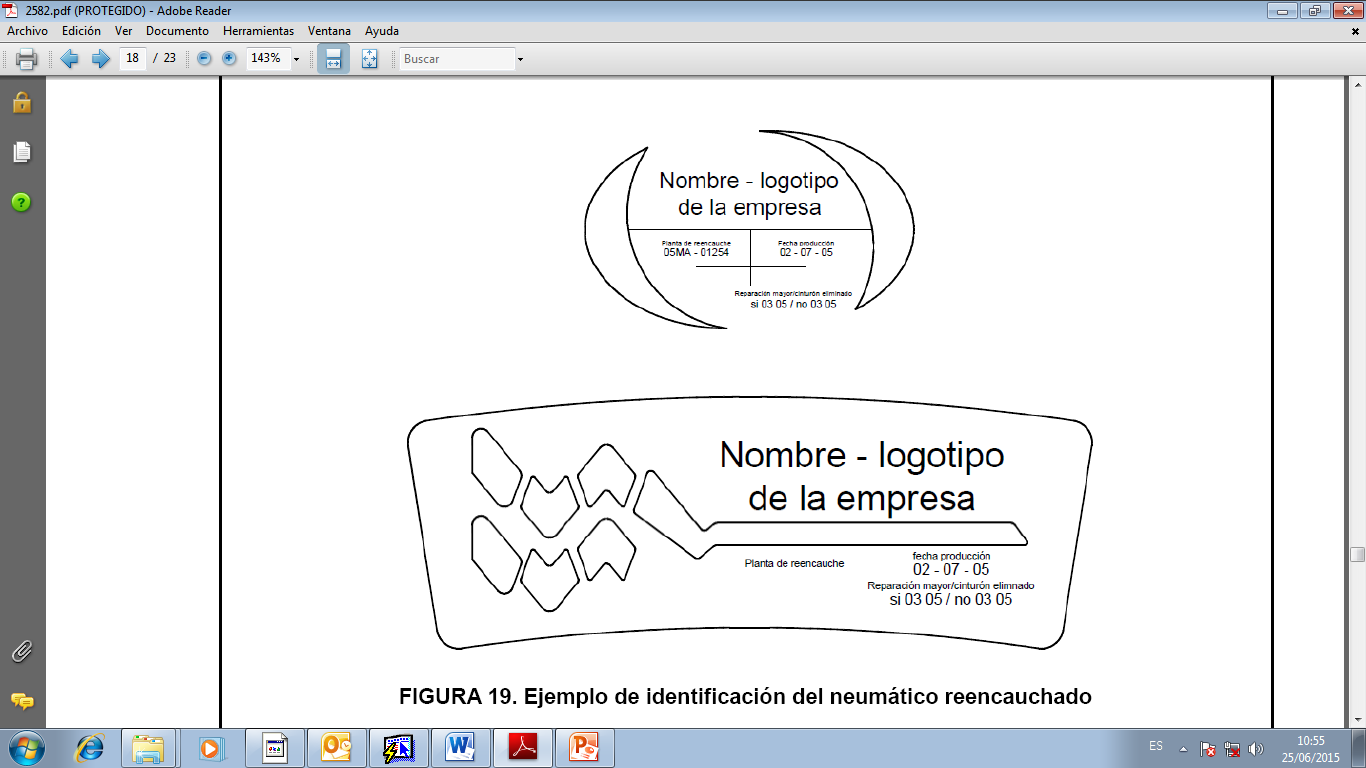 2582.pdf (PROTEGIDO) - Adobe Reader
Archivo Edición Ver Documento Herramientas Ventana Ayuda
18 / 23 143% Buscar
Nombre - logotipo
de la empresa
Planta de reencauche Fecha producción
05MA - 01254 02 - 07 - 05
Reparación mayor/cinturón eliminado
si 03 05 / no 03 05
Nombre - logotipo
de la empresa
fecha producción
Planta de reencauche
02 - 07 - 05
Reparación mayor/cinturón elimnado
si 03 05 / no 03 05
FIGURA 19. Ejemplo de identificación del neumático reencauchado
ES
10:55
25/06/2015